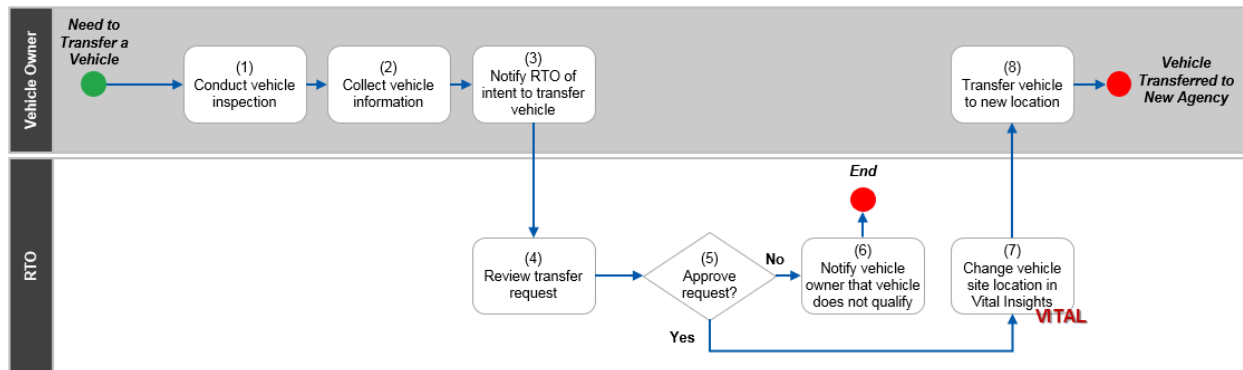 Vehicle Owner
Need to
Transfer a
Vehicle
(1)
Conduct vehicle
inspection
(2)
Collect vehicle
information
(3)
Notify RTO of
intent to transfer
vehicle
(8)
Transfer vehicle
to new location
Vehicle
Transferred to
New Agency
RTO
(4)
Review transfer
request
(5)
Approve
request?
No
Yes
End
(6)
Notify vehicle
owner that vehicle
does not qualify
(7)
Change vehicle
site location in
Vital Insights
VITAL